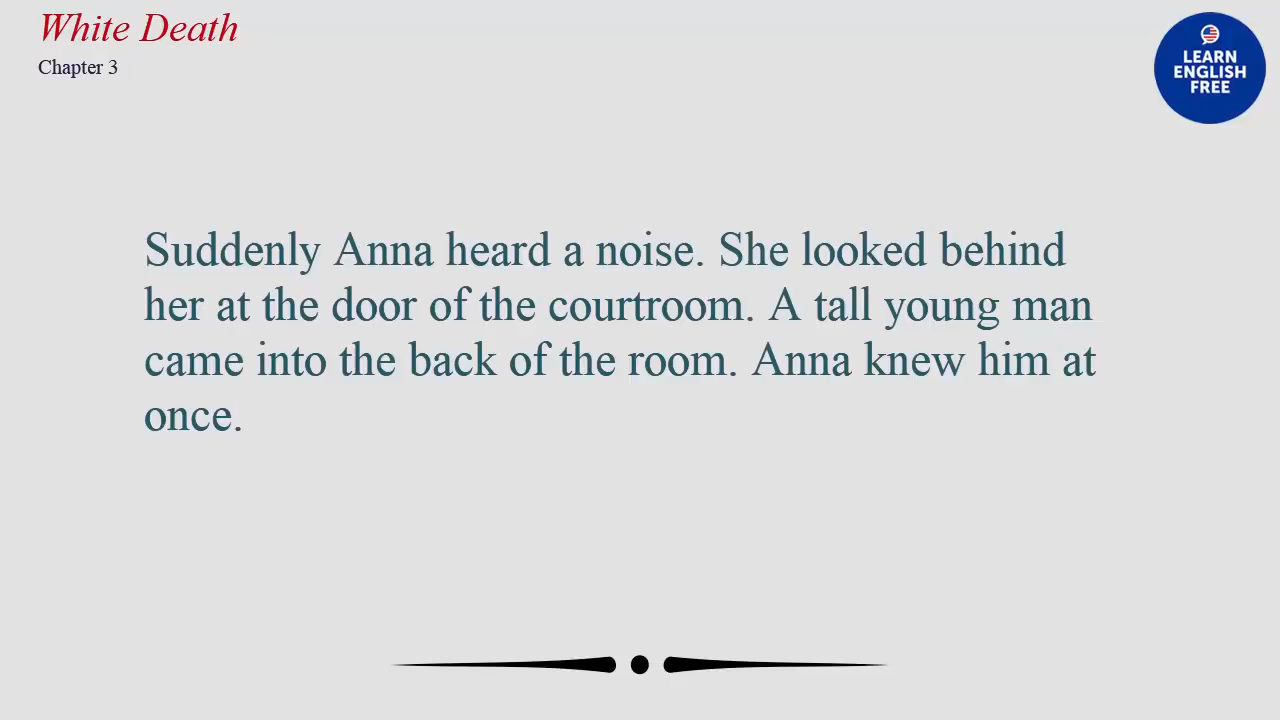 White Death
Chapter 3
LEARN
ENGLISH
FREE
Suddenly Anna heard a noise. She looked behind
her at the door of the courtroom. A tall young man
came into the back of the room. Anna knew him at
once.